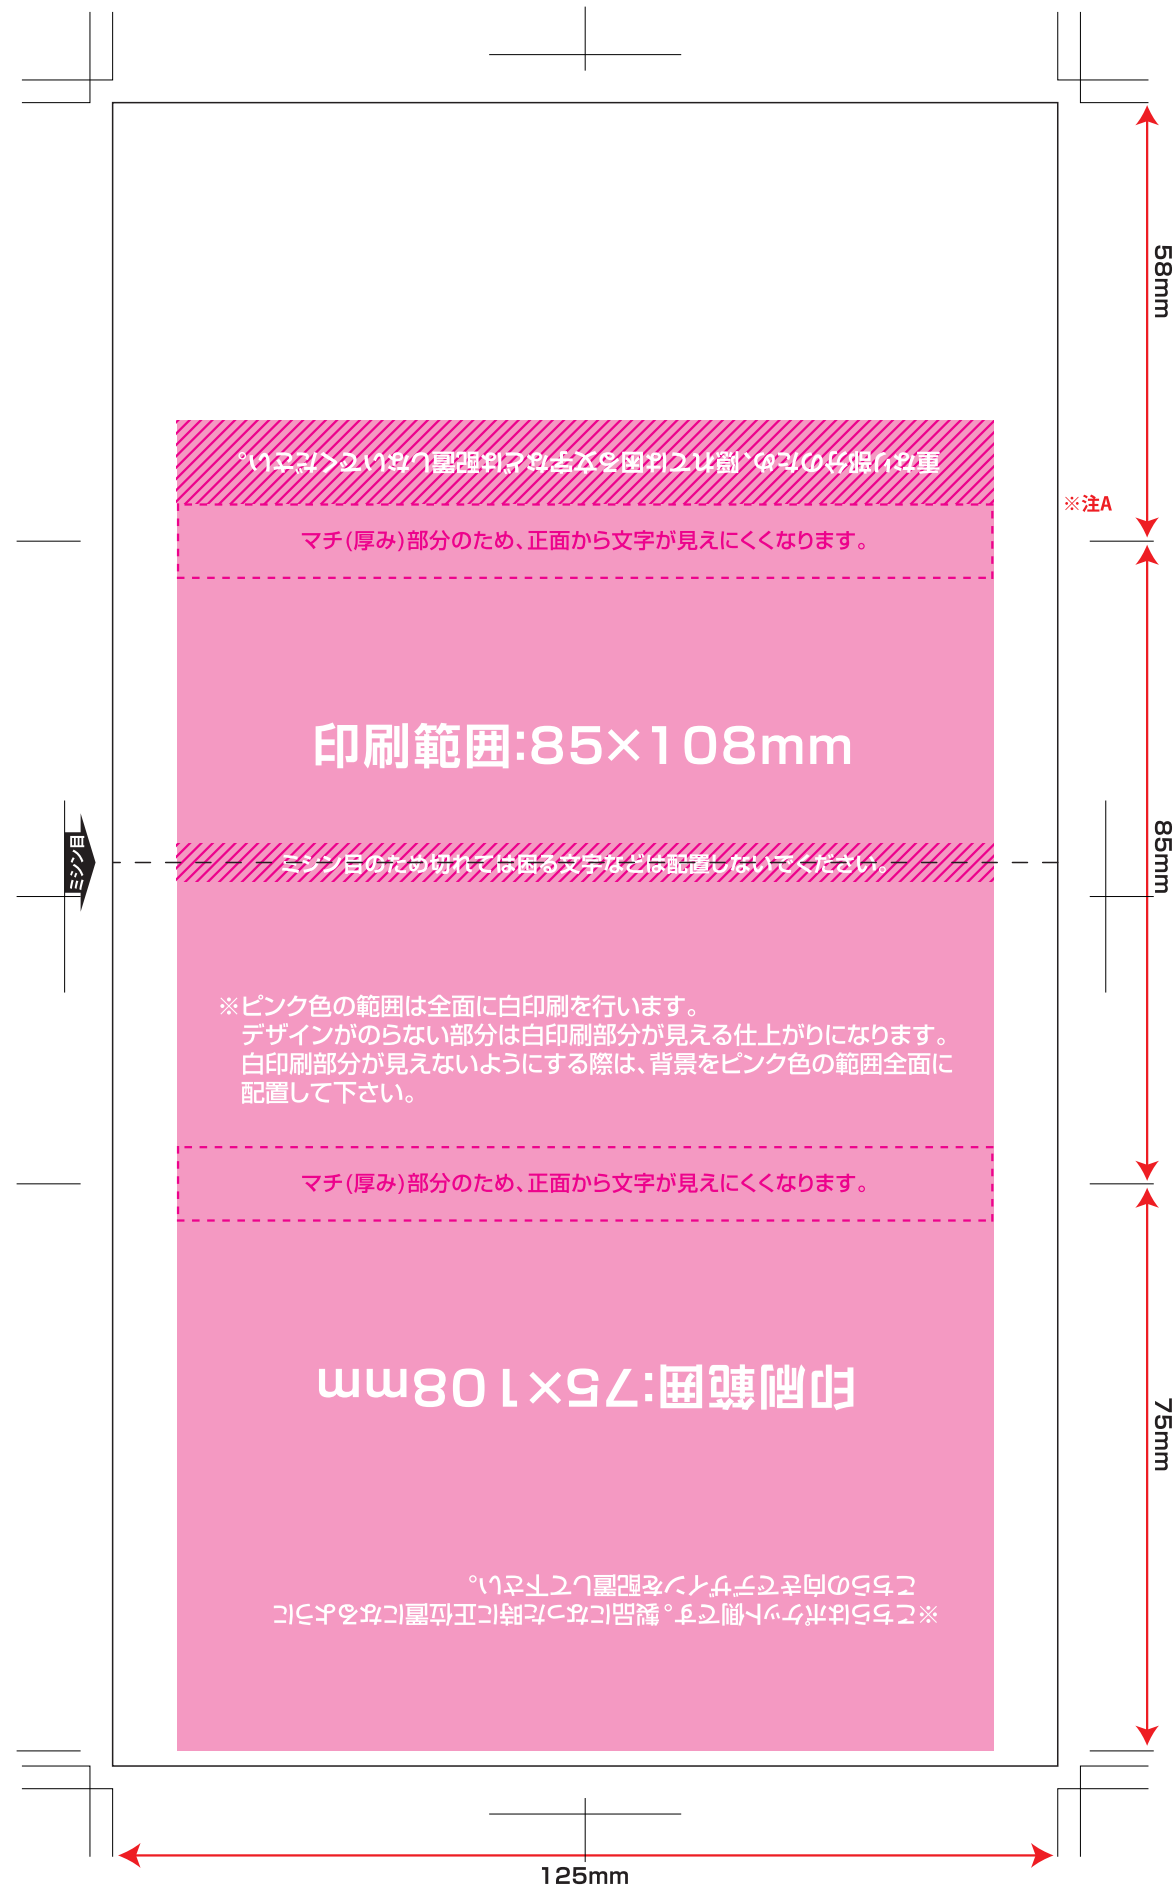 58mm
重なり部分のため、隠れては困る文字などは配置しないでください。
※注A
マチ(厚み)部分のため、正面から文字が見えにくくなります。
印刷範囲:85×108mm
85mm
ミシン目
ミシン目のため切れては困る文字などは配置しないでください。
※ピンク色の範囲は全面に白印刷を行います。
デザインがのらない部分は白印刷部分が見える仕上がりになります。
白印刷部分が見えないようにする際は、背景をピンク色の範囲全面に
配置して下さい。
マチ(厚み)部分のため、正面から文字が見えにくくなります。
印刷範囲:75×108mm
75mm
※こちらはポケット側です。製品になった時に正位置になるように
こちらの向きでデザインを配置して下さい。
125mm